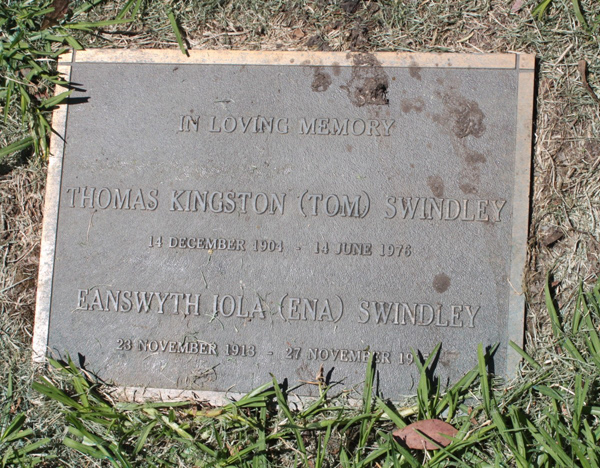 IN LOVING MEMORY
THOMAS KINGSTON (TOM) SWINDLEY
14 DECEMBER 1904 - 14 JUNE 1976
EANSWYTH IOLA (ENA) SWINDLEY
23 NOVEMBER 1913 - 27 NOVEMBER